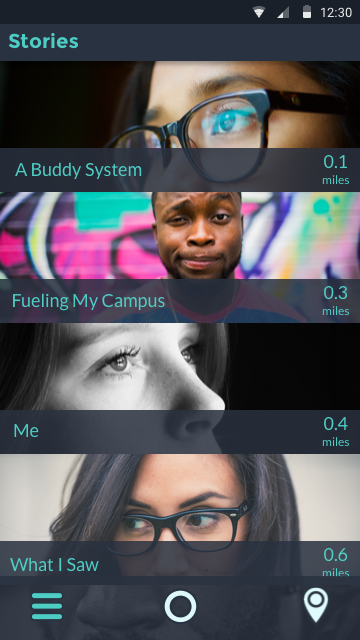 12:30
Stories
A Buddy System
0.1
miles
Fueling My Campus
0.3
miles
Me
0.4
miles
What I Saw
0.6
miles